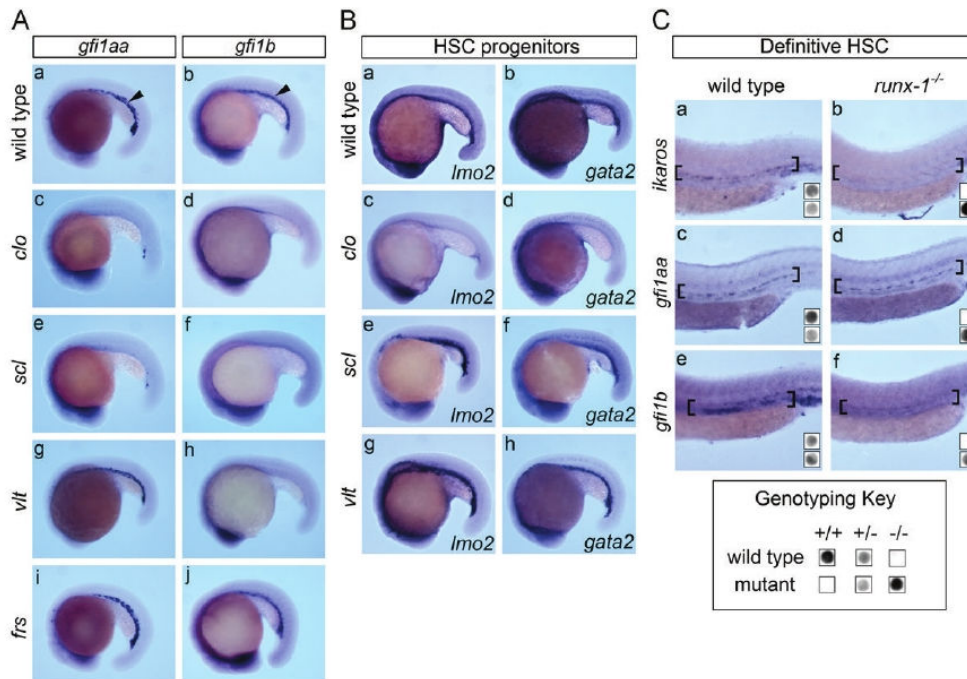 A
B
C
gfi1aa
gfi1b
HSC progenitors
Definitive HSC
wild type
runx-1-/-
wild type
a
b
wild type
a
lmo2
b
gata2
ikaros
a
b
clo
c
d
clo
c
lmo2
d
gata2
gfi1aa
c
d
scl
e
f
scl
e
lmo2
f
gata2
gfi1b
e
f
vlt
g
h
vlt
g
lmo2
h
gata2
frs
i
j
Genotyping Key
+/+ +/- -/-
wild type
mutant